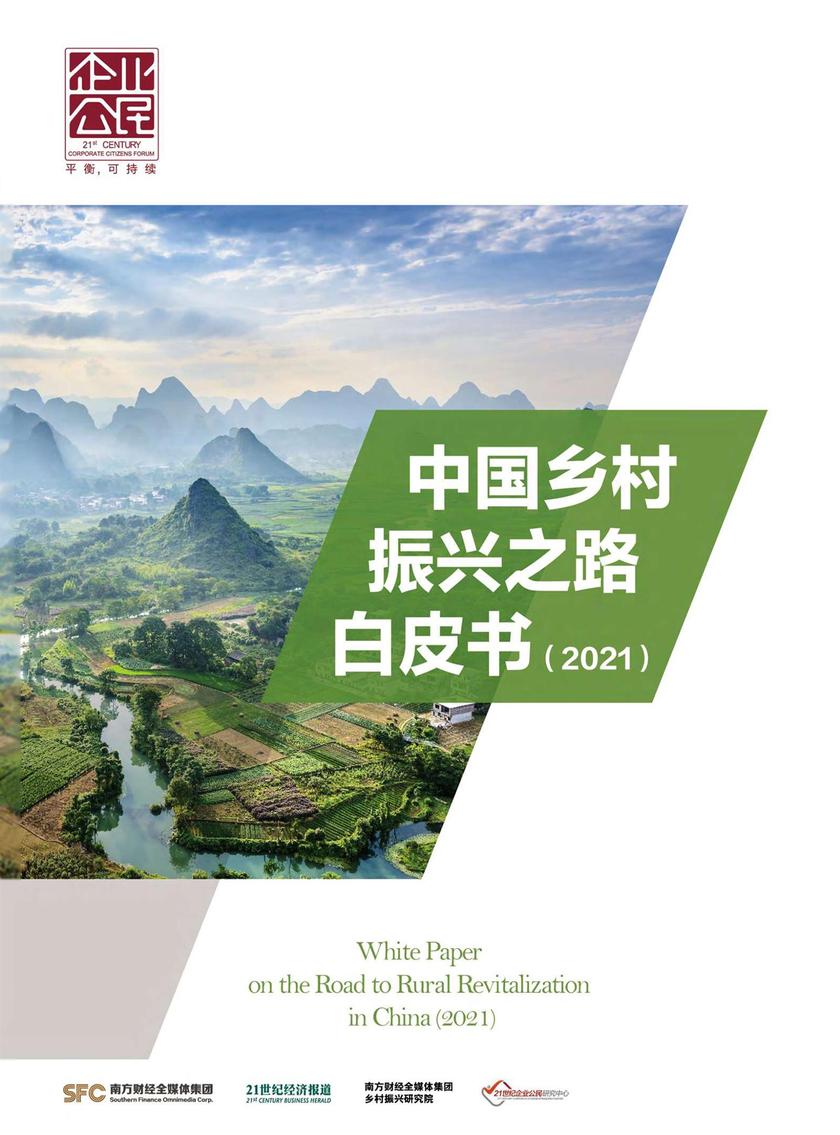 企业
公民
21st CENTURY
CORPORATE CITIZENS FORUM
平衡,可持续
中国乡村
振兴之路
白皮书（2021）
White Paper
on the Road to Rural Revitalization
in China (2021)
SFC 南方财经全媒体集团
Southern Finance Omnimedia Corp.
21世纪经济报道
21st CENTURY BUSINESS HERALD
南方财经全媒体集团
乡村振兴研究院
21世纪企业公民研究中心